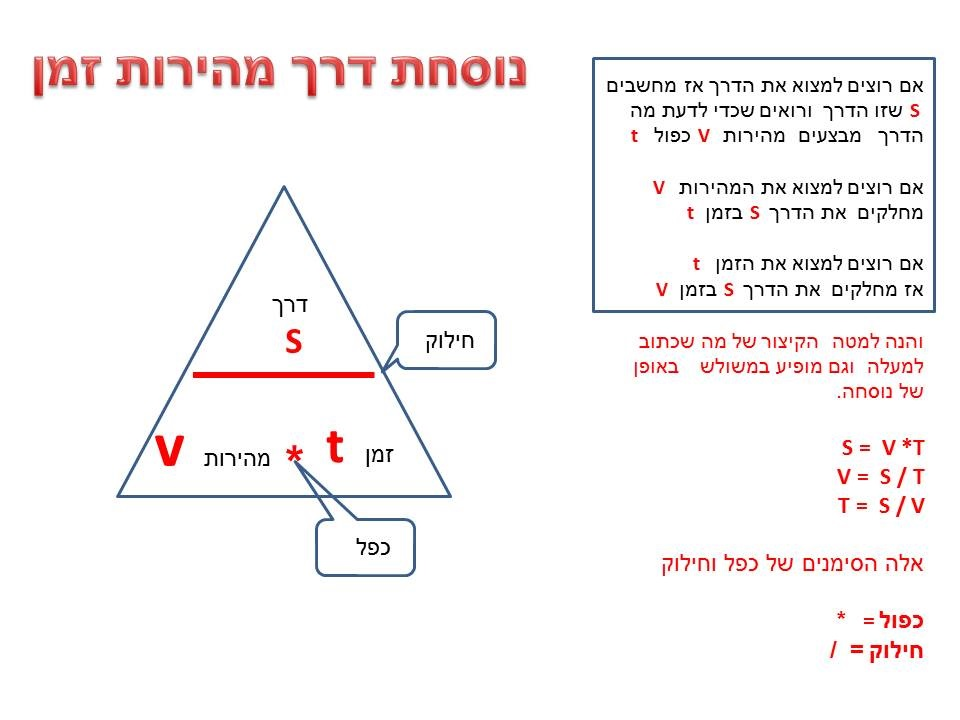 נוסחת דרך מהירות זמן
אם רוצים למצוא את הדרך אז מחשבים
S שזו הדרך ורואים שכדי לדעת מה
הדרך מבצעים מהירות V כפול t
אם רוצים למצוא את המהירות V
מחלקים את הדרך S בזמן t
אם רוצים למצוא את הזמן t
אז מחלקים את הדרך S בזמן V
והנה למטה הקיצור של מה שכתוב
למעלה וגם מופיע במשולש באופן
של נוסחה.
S = V *T
V = S / T
T = S / V
אלה הסימנים של כפל וחילוק
כפול = *
חילוק = /
דרך
S
חילוק
v מהירות * t זמן
כפל